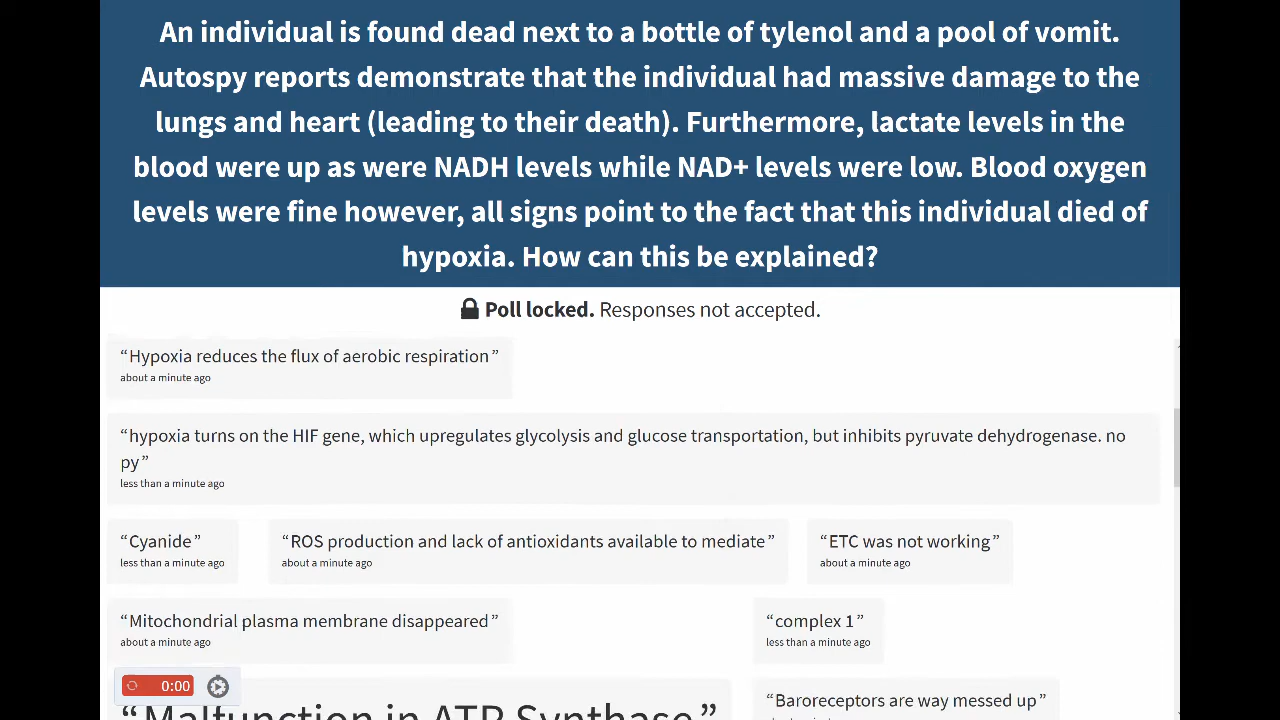 An individual is found dead next to a bottle of tylenol and a pool of vomit.
Autospy reports demonstrate that the individual had massive damage to the
lungs and heart (leading to their death). Furthermore, lactate levels in the
blood were up as were NADH levels while NAD+ levels were low. Blood oxygen
levels were fine however, all signs point to the fact that this individual died of
hypoxia. How can this be explained?
Poll locked. Responses not accepted.
“Hypoxia reduces the flux of aerobic respiration”
about a minute ago
“hypoxia turns on the HIF gene, which upregulates glycolysis and glucose transportation, but inhibits pyruvate dehydrogenase. no
py”
less than a minute ago
“Cyanide”
less than a minute ago
“ROS production and lack of antioxidants available to mediate”
about a minute ago
“ETC was not working”
about a minute ago
“Mitochondrial plasma membrane disappeared”
about a minute ago
“complex 1”
less than a minute ago
0:00
“Malfunction in ATP Synthase”
“Baroreceptors are way messed up”